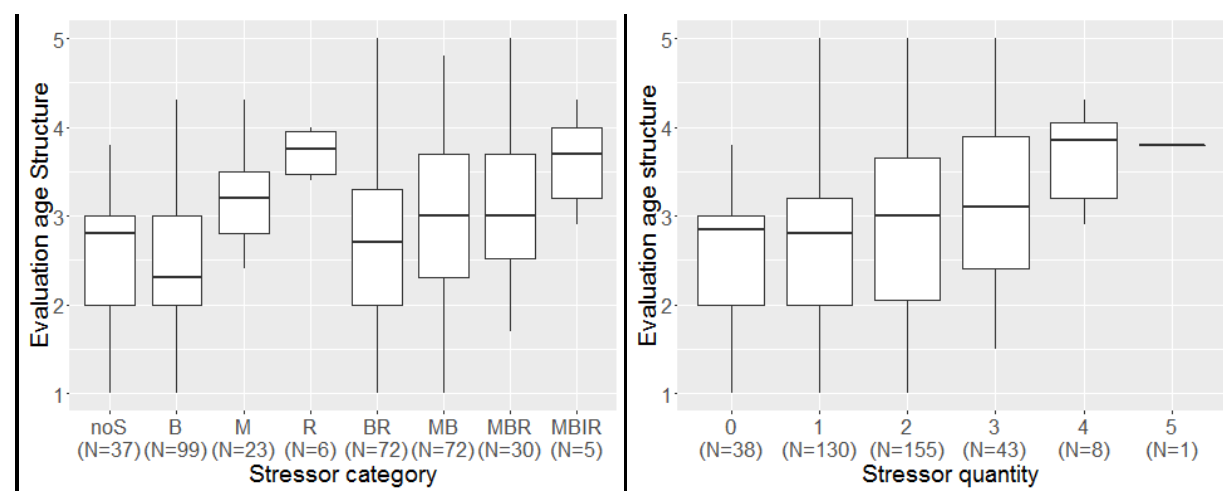 Evaluation age Structure
5
4
3
2
1
noS B M R BR MB MBR MBIR
(N=37) (N=99) (N=23) (N=6) (N=72) (N=72) (N=30) (N=5)
Stressor category
Evaluation age structure
5
4
3
2
1
0 1 2 3 4 5
(N=38) (N=130) (N=155) (N=43) (N=8) (N=1)
Stressor quantity